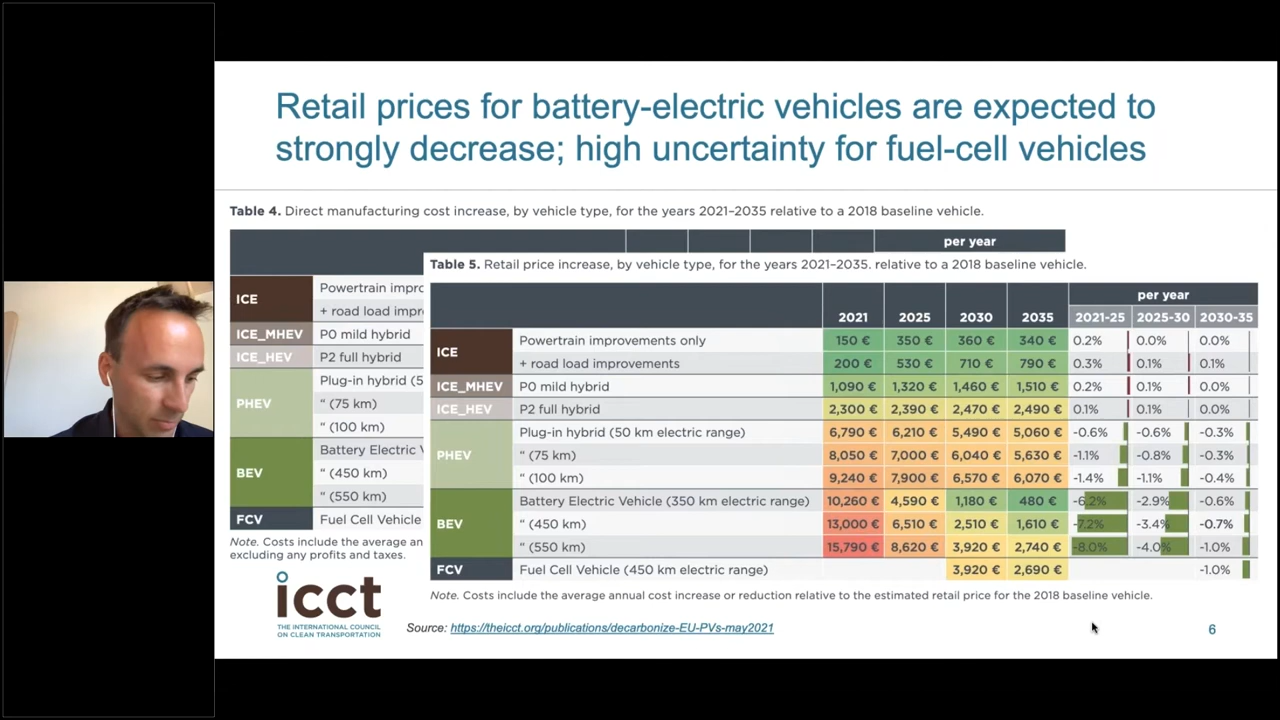 Retail prices for battery-electric vehicles are expected to
strongly decrease; high uncertainty for fuel-cell vehicles
Table 4. Direct manufacturing cost increase, by vehicle type, for the years 2021–2035 relative to a 2018 baseline vehicle.
per year
ICE
Powertrain impro
+ road load impr
ICE_MHEV P0 mild hybrid
ICE_HEV P2 full hybrid
PHEV
Plug-in hybrid (5
“ (75 km)
“ (100 km)
BEV
Battery Electric V
“ (450 km)
“ (550 km)
FCV Fuel Cell Vehicle
Note. Costs include the average an
excluding any profits and taxes.
Table 5. Retail price increase, by vehicle type, for the years 2021–2035. relative to a 2018 baseline vehicle.
per year
2021 2025 2030 2035 2021-25 2025-30 2030-35
ICE
Powertrain improvements only 150 € 350 € 360 € 340 € 0.2% 0.0% 0.0%
+ road load improvements 200 € 530 € 710 € 790 € 0.3% 0.1% 0.1%
ICE_MHEV P0 mild hybrid 1,090 € 1,320 € 1,460 € 1,510 € 0.2% 0.1% 0.0%
ICE_HEV P2 full hybrid 2,300 € 2,390 € 2,470 € 2,490 € 0.1% 0.1% 0.0%
PHEV
Plug-in hybrid (50 km electric range) 6,790 € 6,210 € 5,490 € 5,060 € -0.6% -0.6% -0.3%
“ (75 km) 8,050 € 7,000 € 6,040 € 5,630 € -1.1% -0.8% -0.3%
“ (100 km) 9,240 € 7,900 € 6,570 € 6,070 € -1.4% -1.1% -0.4%
BEV
Battery Electric Vehicle (350 km electric range) 10,260 € 4,590 € 1,180 € 480 € -6.2% -2.9% -0.6%
“ (450 km) 13,000 € 6,510 € 2,510 € 1,610 € -7.2% -3.4% -0.7%
“ (550 km) 15,790 € 8,620 € 3,920 € 2,740 € -8.0% -4.0% -1.0%
FCV Fuel Cell Vehicle (450 km electric range) 3,920 € 2,690 € -1.0%
Note. Costs include the average annual cost increase or reduction relative to the estimated retail price for the 2018 baseline vehicle.
icct
THE INTERNATIONAL COUNCIL
ON CLEAN TRANSPORTATION
Source: https://theicct.org/publications/decarbonize-EU-PVs-may2021
6